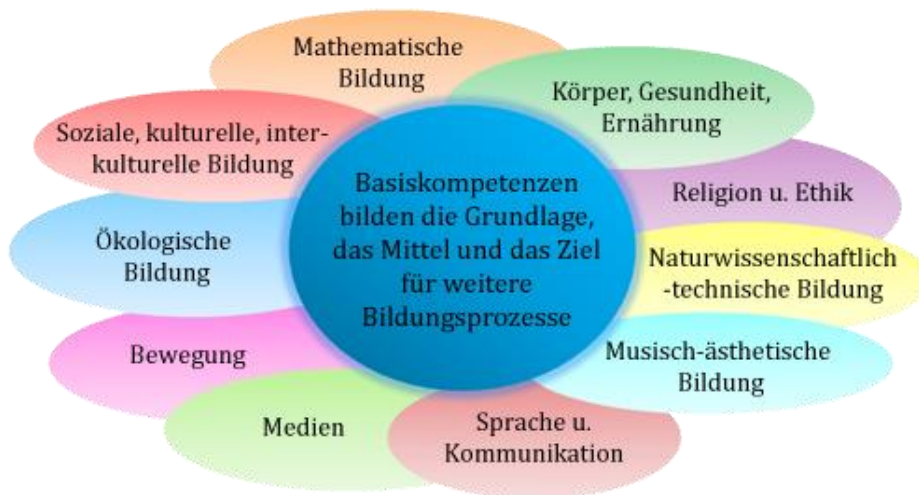 Mathematische
Bildung
Körper, Gesundheit,
Ernährung
Soziale, kulturelle, inter-
kulturelle Bildung
Basiskompetenzen
bilden die Grundlage,
das Mittel und das Ziel
für weitere
Bildungsprozesse
Religion u. Ethik
Ökologische
Bildung
Naturwissenschaftlich
-technische Bildung
Bewegung
Musisch-ästhetische
Bildung
Medien
Sprache u.
Kommunikation